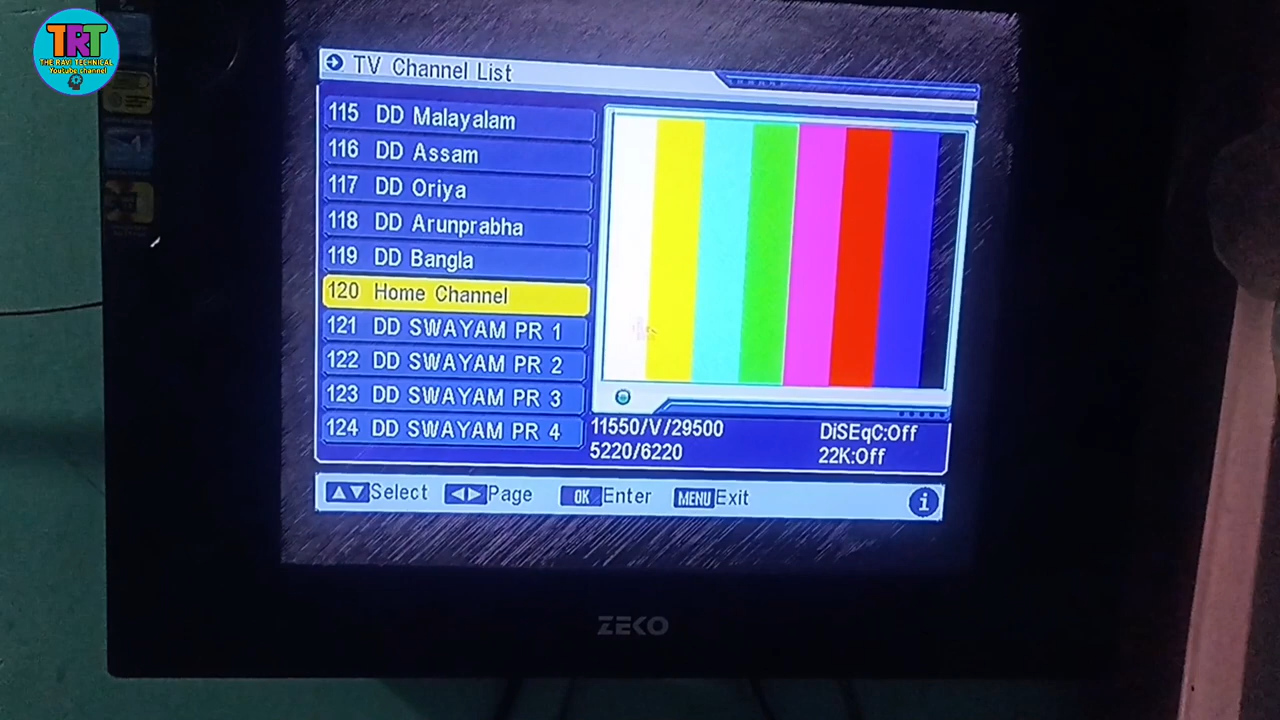 TRT
THE RAVI TECHNICAL
Youtube channel
TV Channel List
115 DD Malayalam
116 DD Assam
117 DD Oriya
118 DD Arunprabha
119 DD Bangla
120 Home Channel
121 DD SWAYAM PR 1
122 DD SWAYAM PR 2
123 DD SWAYAM PR 3
124 DD SWAYAM PR 4
11550/V/29500 DiSEqC:Off
5220/6220 22K:Off
Select Page OK Enter MENU Exit i
ZEKO